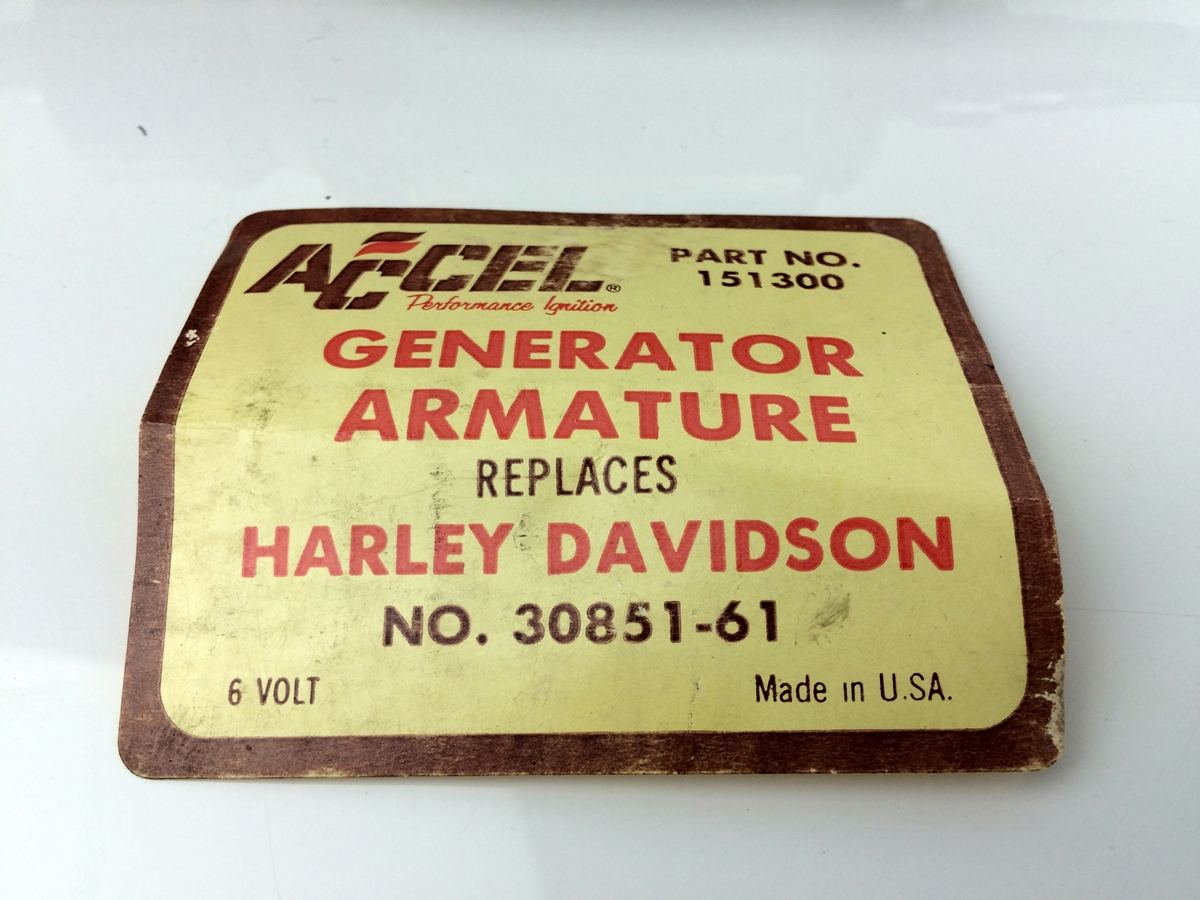 ACCEL®
Performance Ignition
PART NO.
151300
GENERATOR
ARMATURE
REPLACES
HARLEY DAVIDSON
NO. 30851-61
6 VOLT
Made in U.S.A.